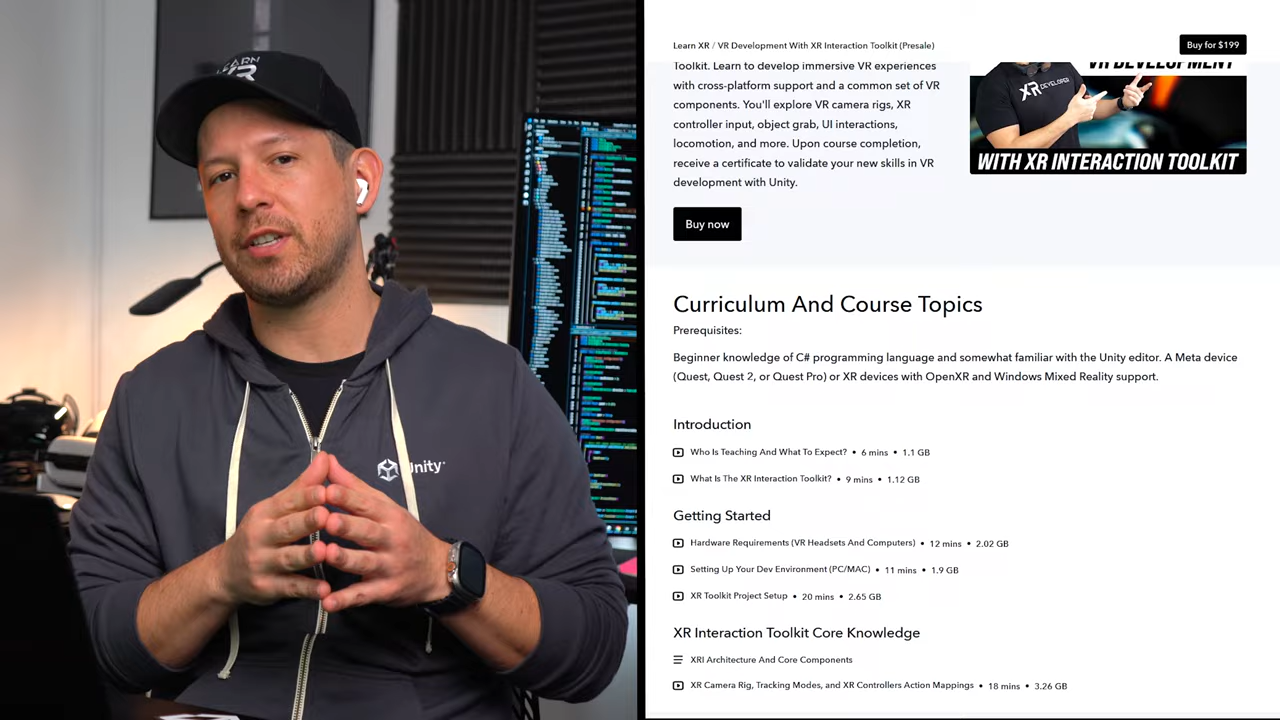 LEARN
XR
Unity
Learn XR / VR Development With XR Interaction Toolkit (Presale)
Buy for $199
Toolkit. Learn to develop immersive VR experiences
with cross-platform support and a common set of VR
components. You'll explore VR camera rigs, XR
controller input, object grab, UI interactions,
locomotion, and more. Upon course completion,
receive a certificate to validate your new skills in VR
development with Unity.
VR DEVELOPMENT
XR DEVELOPER
WITH XR INTERACTION TOOLKIT
Buy now
Curriculum And Course Topics
Prerequisites:
Beginner knowledge of C# programming language and somewhat familiar with the Unity editor. A Meta device
(Quest, Quest 2, or Quest Pro) or XR devices with OpenXR and Windows Mixed Reality support.
Introduction
Who Is Teaching And What To Expect? • 6 mins • 1.1 GB
What Is The XR Interaction Toolkit? • 9 mins • 1.12 GB
Getting Started
Hardware Requirements (VR Headsets And Computers) • 12 mins • 2.02 GB
Setting Up Your Dev Environment (PC/MAC) • 11 mins • 1.9 GB
XR Toolkit Project Setup • 20 mins • 2.65 GB
XR Interaction Toolkit Core Knowledge
XRI Architecture And Core Components
XR Camera Rig, Tracking Modes, and XR Controllers Action Mappings • 18 mins • 3.26 GB